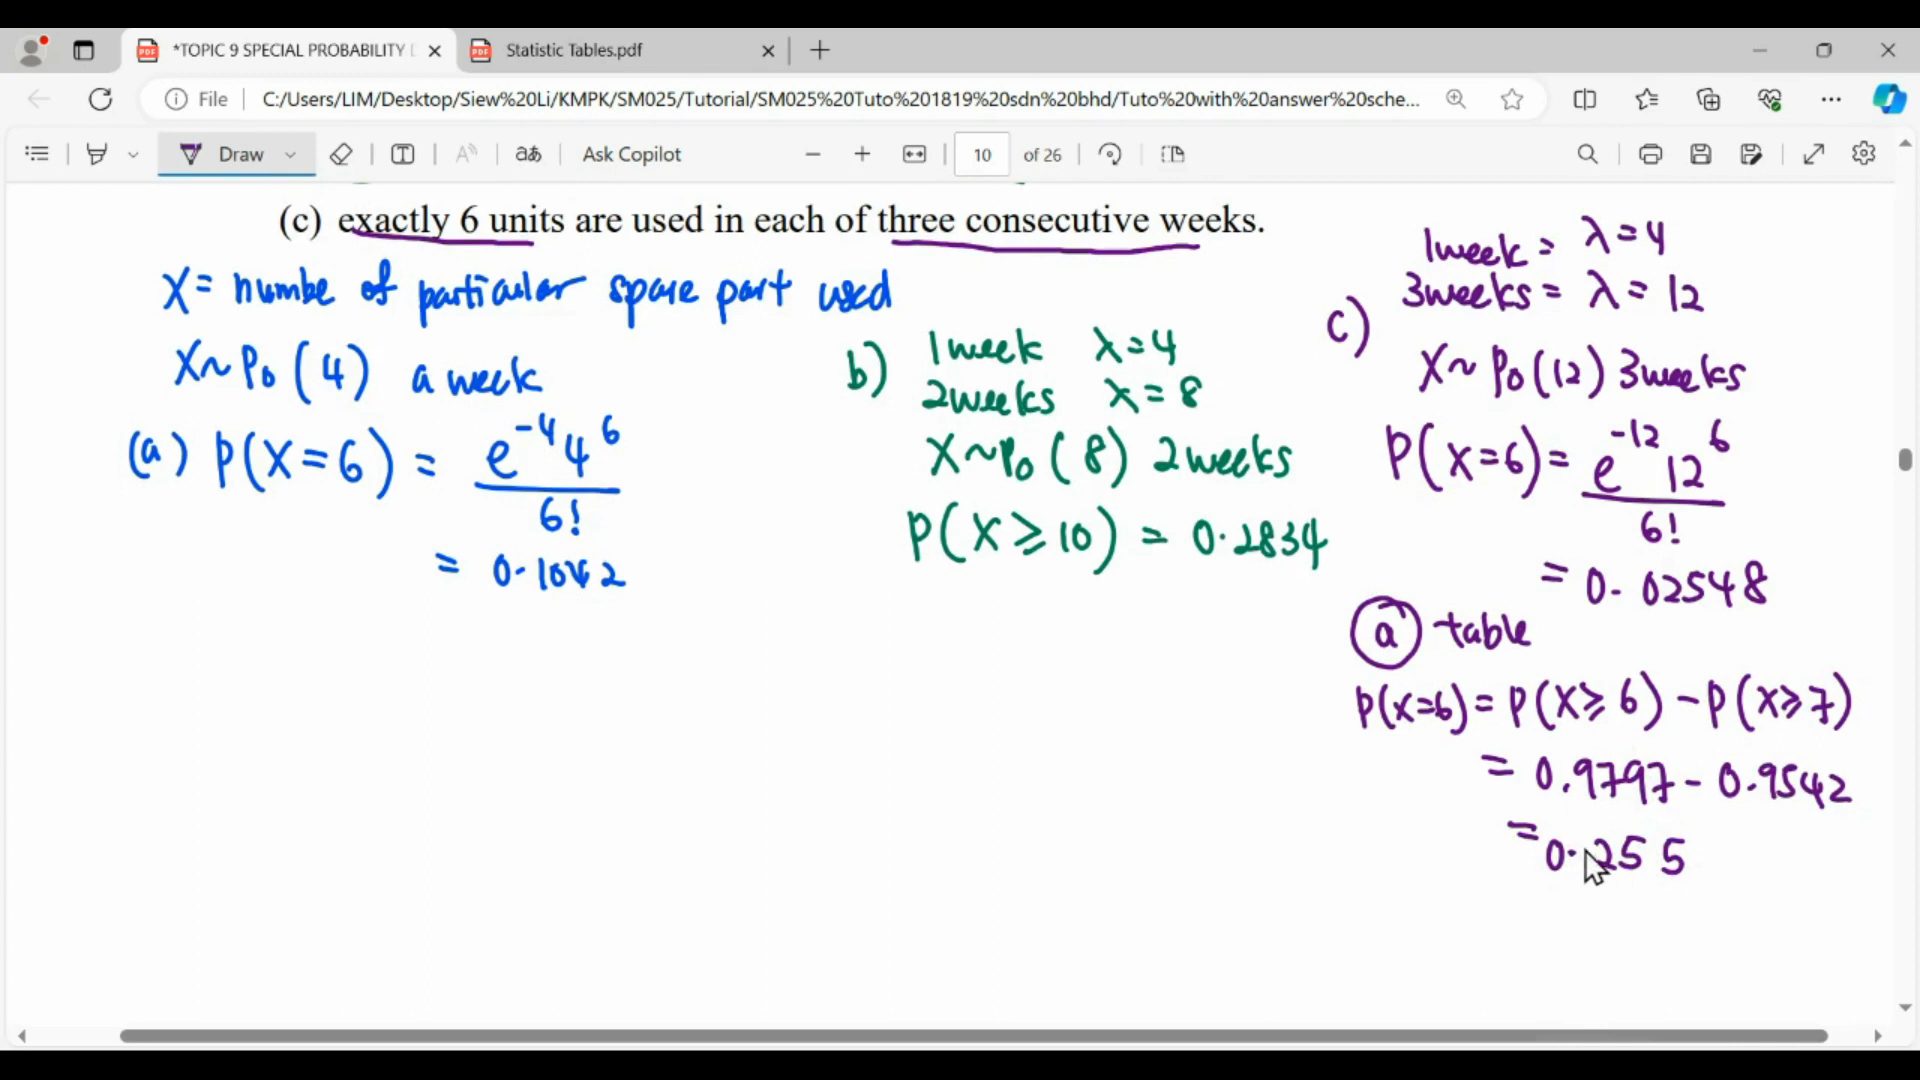 *TOPIC 9 SPECIAL PROBABILITY
Statistic Tables.pdf
File
C:/Users/LIM/Desktop/Siew%20Li/KMPK/SM025/Tutorial/SM025%20Tuto%201819%20sdn%20bhd/Tuto%20with%20answer%20sche...
Draw
Ask Copilot
10 of 26
(c) exactly 6 units are used in each of three consecutive weeks.
X = numbe of particular spare part used
X~Po (4) a week
(a) P(X=6) = e^-4 4^6
6!
= 0.1042
b) 1week λ=4
2weeks λ=8
X~Po (8) 2weeks
P(X≥10) = 0.2834
1week = λ=4
3weeks = λ= 12
c)
X~Po(12) 3weeks
P(X=6)= e^-12 12^6
6!
= 0.02548
a table
P(X=6)= P(X≥6) - P(X≥7)
= 0.9797 - 0.9542
= 0.255